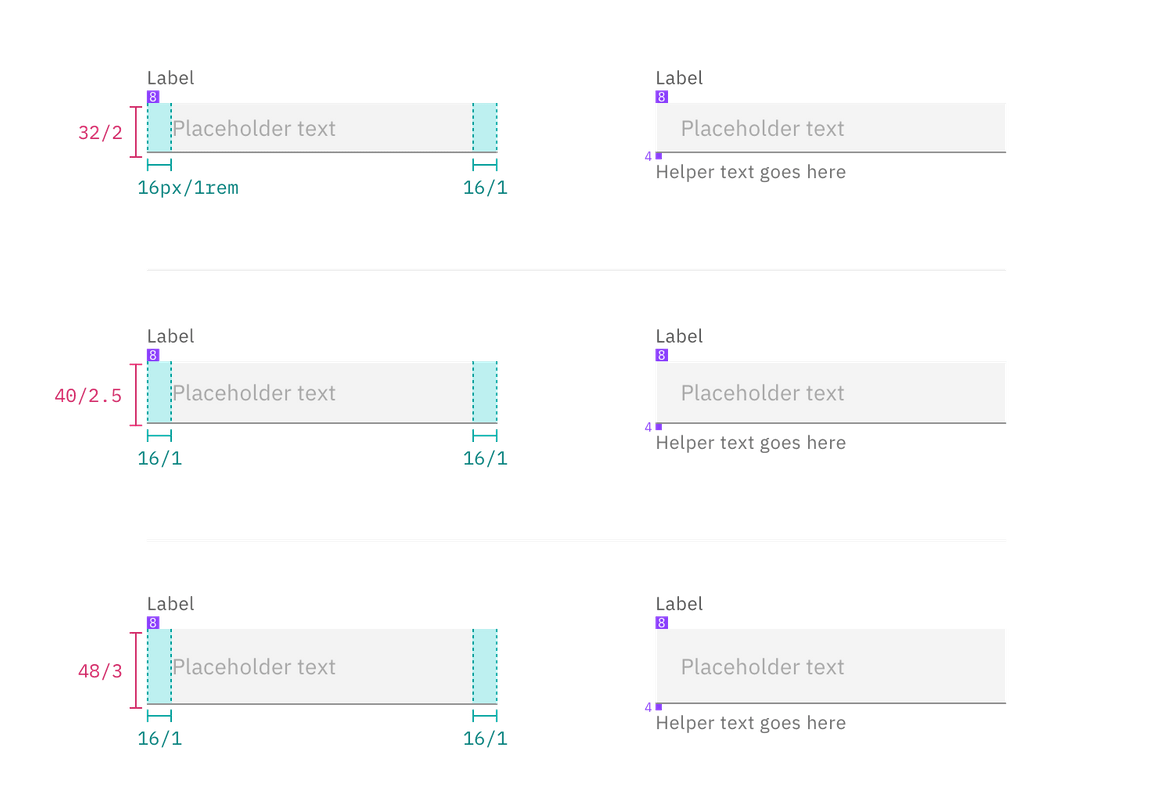 Label
8
32/2
Placeholder text
16px/1rem
16/1
Label
8
Placeholder text
4
Helper text goes here
Label
8
40/2.5
Placeholder text
16/1
16/1
Label
8
Placeholder text
4
Helper text goes here
Label
8
48/3
Placeholder text
16/1
16/1
Label
8
Placeholder text
4
Helper text goes here